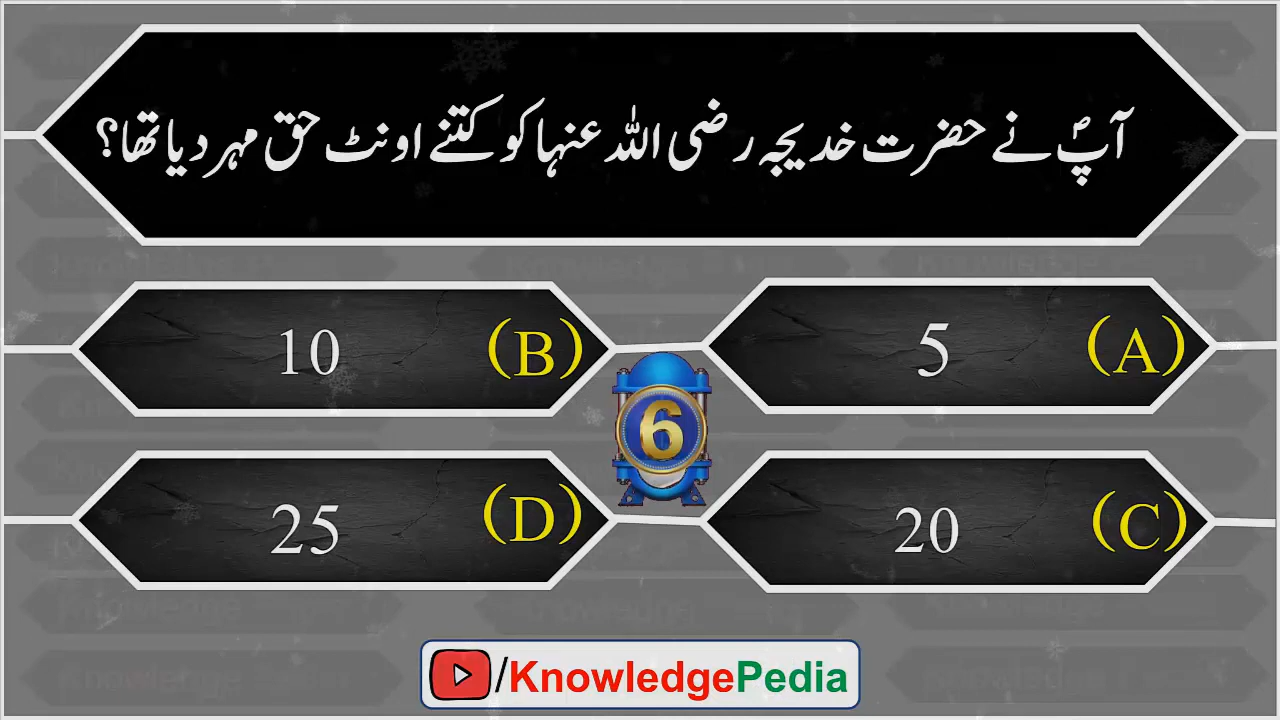 آپؐ نے حضرت خدیجہ رضی اللہ عنہا کو کتنے اونٹ حق مہر دیا تھا؟
(A) 5
(B) 10
6
(C) 20
(D) 25
/KnowledgePedia